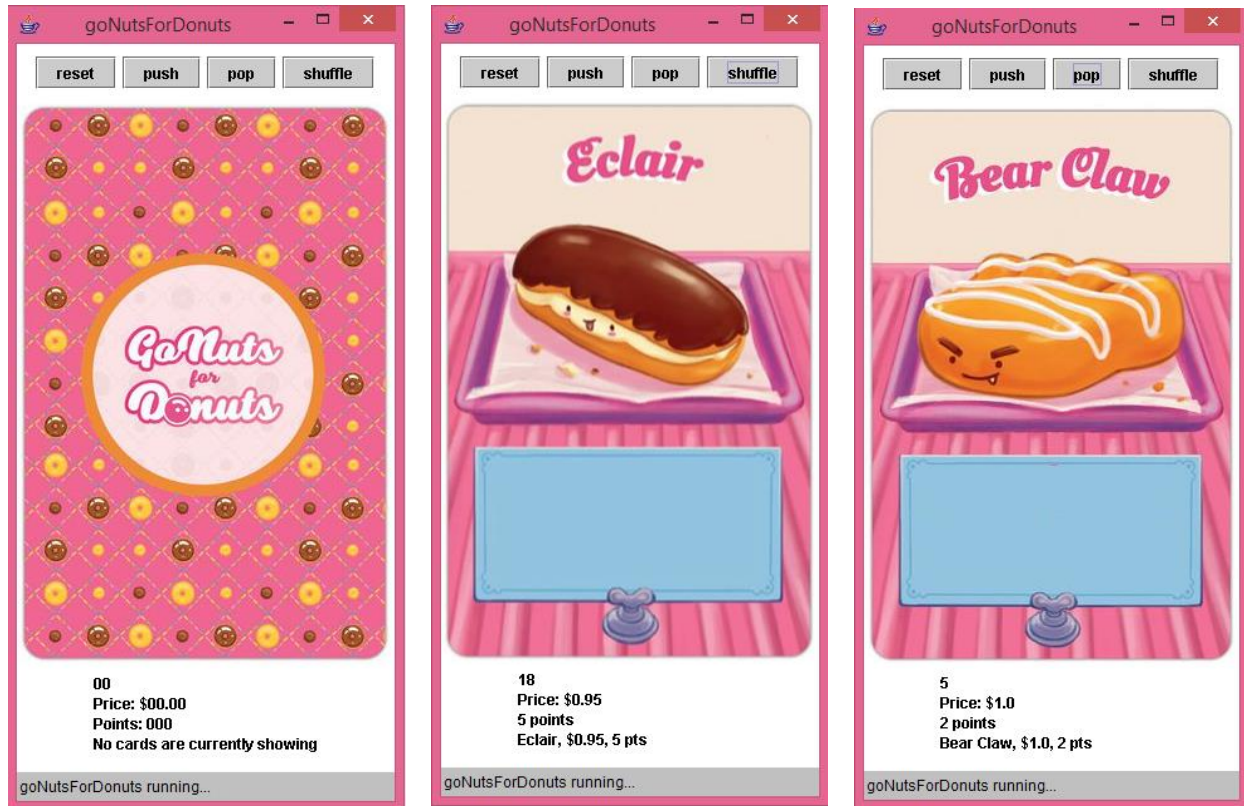 goNutsForDonuts
reset push pop shuffle
Go Nuts
for
Donuts
00
Price: $00.00
Points: 000
No cards are currently showing
goNutsForDonuts running...
goNutsForDonuts
reset push pop shuffle
Eclair
18
Price: $0.95
5 points
Eclair, $0.95, 5 pts
goNutsForDonuts running...
goNutsForDonuts
reset push pop shuffle
Bear Claw
5
Price: $1.0
2 points
Bear Claw, $1.0, 2 pts
goNutsForDonuts running...